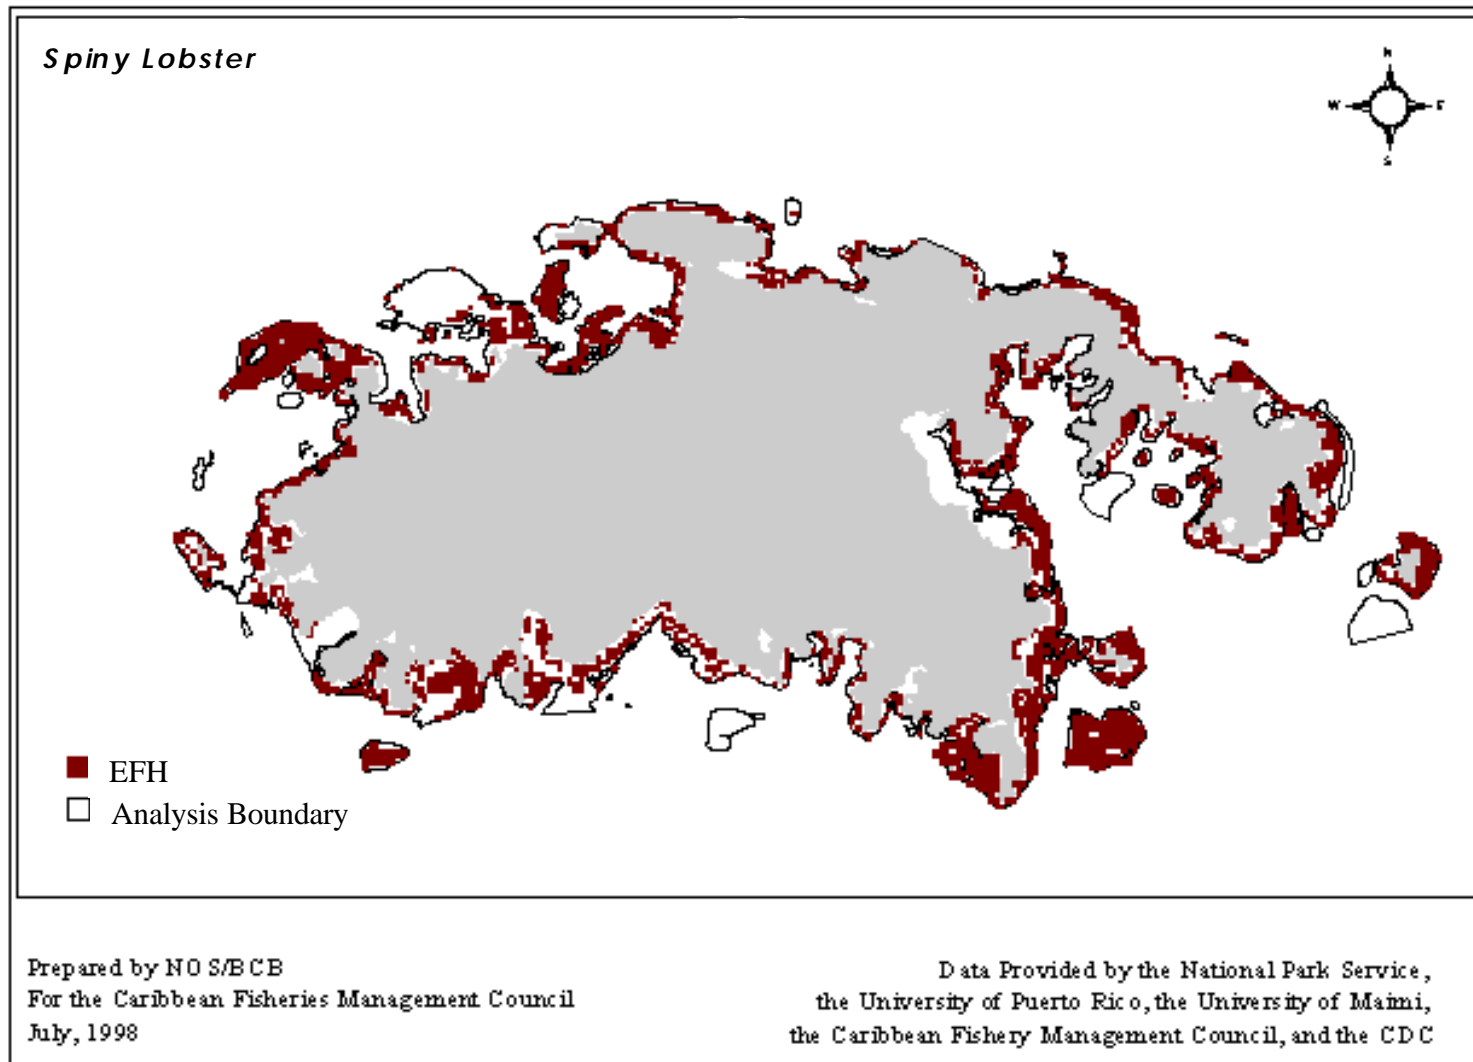 Spiny Lobster
N
W E
S
EFH
Analysis Boundary
Prepared by NOS/BCB
For the Caribbean Fisheries Management Council
July, 1998
Data Provided by the National Park Service,
the University of Puerto Rico, the University of Maimi,
the Caribbean Fishery Management Council, and the CDC